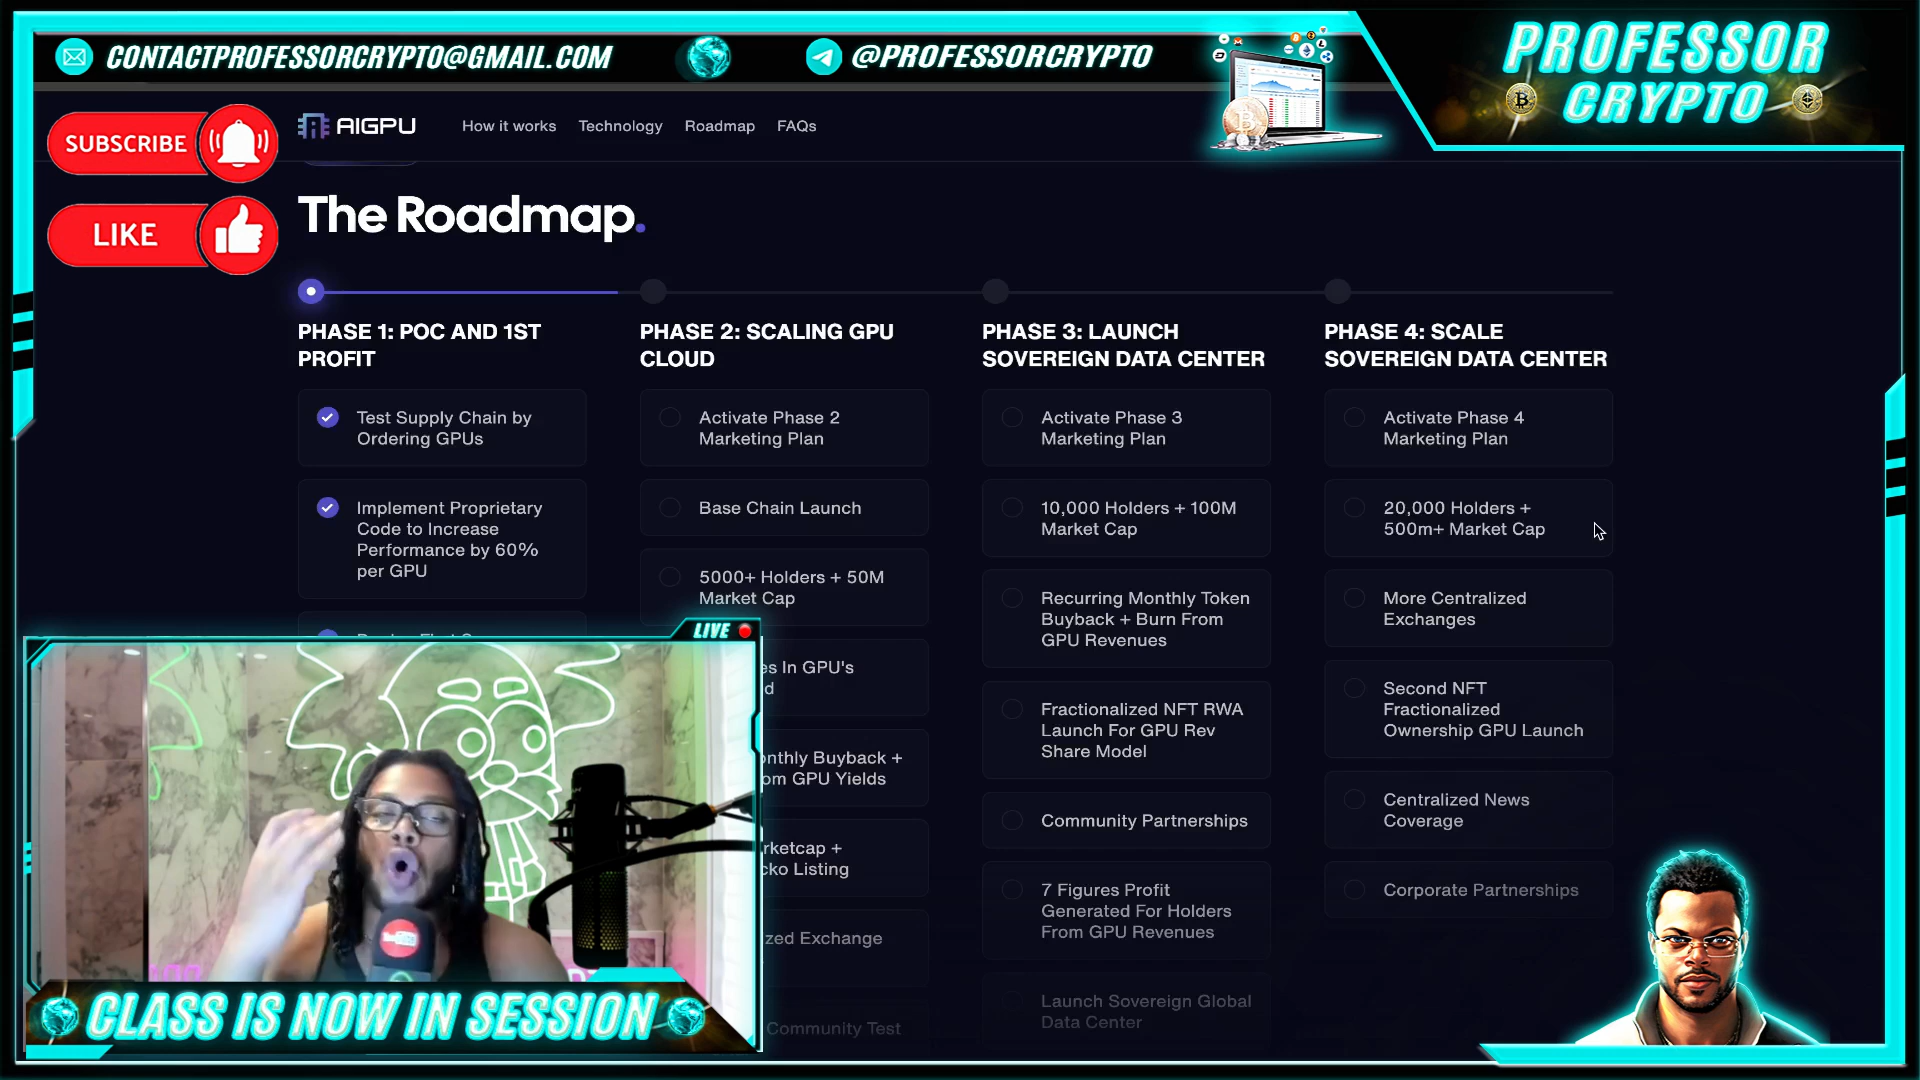 CONTACTPROFESSORCRYPTO@GMAIL.COM
@PROFESSORCRYPTO
PROFESSOR
CRYPTO
SUBSCRIBE
LIKE
AIGPU
How it works
Technology
Roadmap
FAQs
The Roadmap.
PHASE 1: POC AND 1ST
PROFIT
Test Supply Chain by
Ordering GPUs
Implement Proprietary
Code to Increase
Performance by 60%
per GPU
PHASE 2: SCALING GPU
CLOUD
Activate Phase 2
Marketing Plan
Base Chain Launch
5000+ Holders + 50M
Market Cap
In GPU's
Buyback +
GPU Yields
+
Listing
Exchange
Community Test
PHASE 3: LAUNCH
SOVEREIGN DATA CENTER
Activate Phase 3
Marketing Plan
10,000 Holders + 100M
Market Cap
Recurring Monthly Token
Buyback + Burn From
GPU Revenues
Fractionalized NFT RWA
Launch For GPU Rev
Share Model
Community Partnerships
7 Figures Profit
Generated For Holders
From GPU Revenues
Launch Sovereign Global
Data Center
PHASE 4: SCALE
SOVEREIGN DATA CENTER
Activate Phase 4
Marketing Plan
20,000 Holders +
500m+ Market Cap
More Centralized
Exchanges
Second NFT
Fractionalized
Ownership GPU Launch
Centralized News
Coverage
Corporate Partnerships
LIVE
CLASS IS NOW IN SESSION